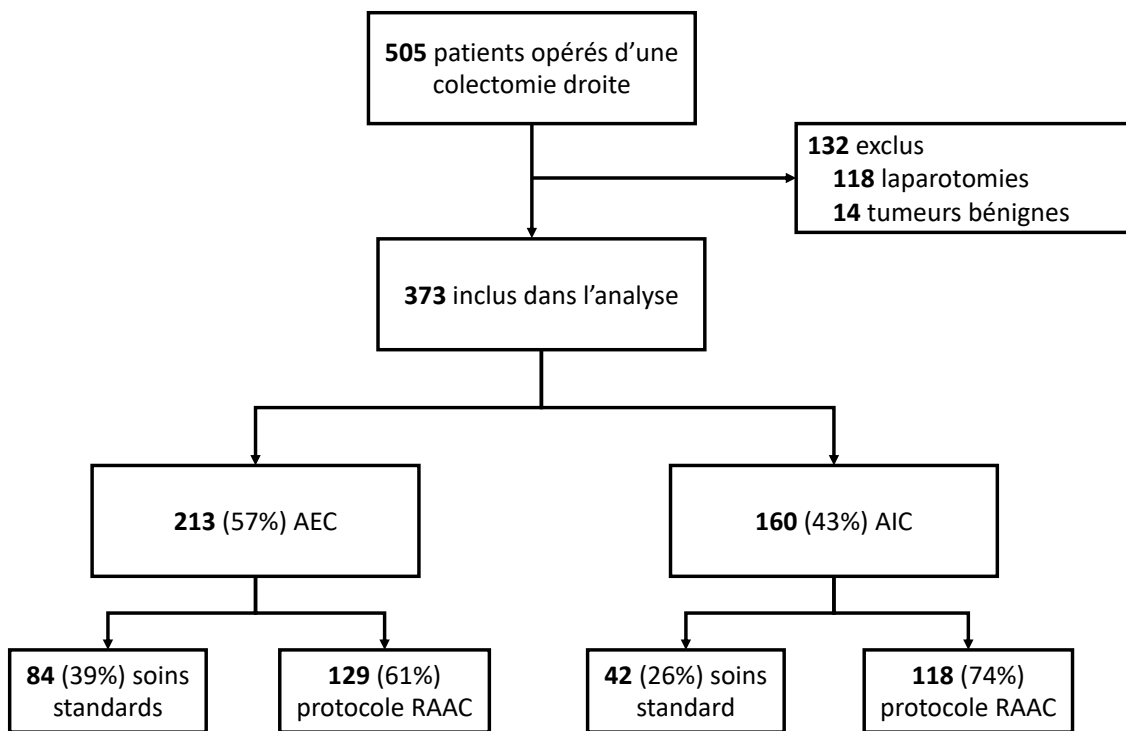 505 patients opérés d’une
colectomie droite
132 exclus
118 laparotomies
14 tumeurs bénignes
373 inclus dans l’analyse
213 (57%) AEC
160 (43%) AIC
84 (39%) soins
standards
129 (61%)
protocole RAAC
42 (26%) soins
standard
118 (74%)
protocole RAAC